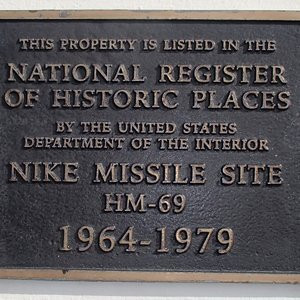 THIS PROPERTY IS LISTED IN THE
NATIONAL REGISTER
OF HISTORIC PLACES
BY THE UNITED STATES
DEPARTMENT OF THE INTERIOR
NIKE MISSILE SITE
HM-69
1964-1979